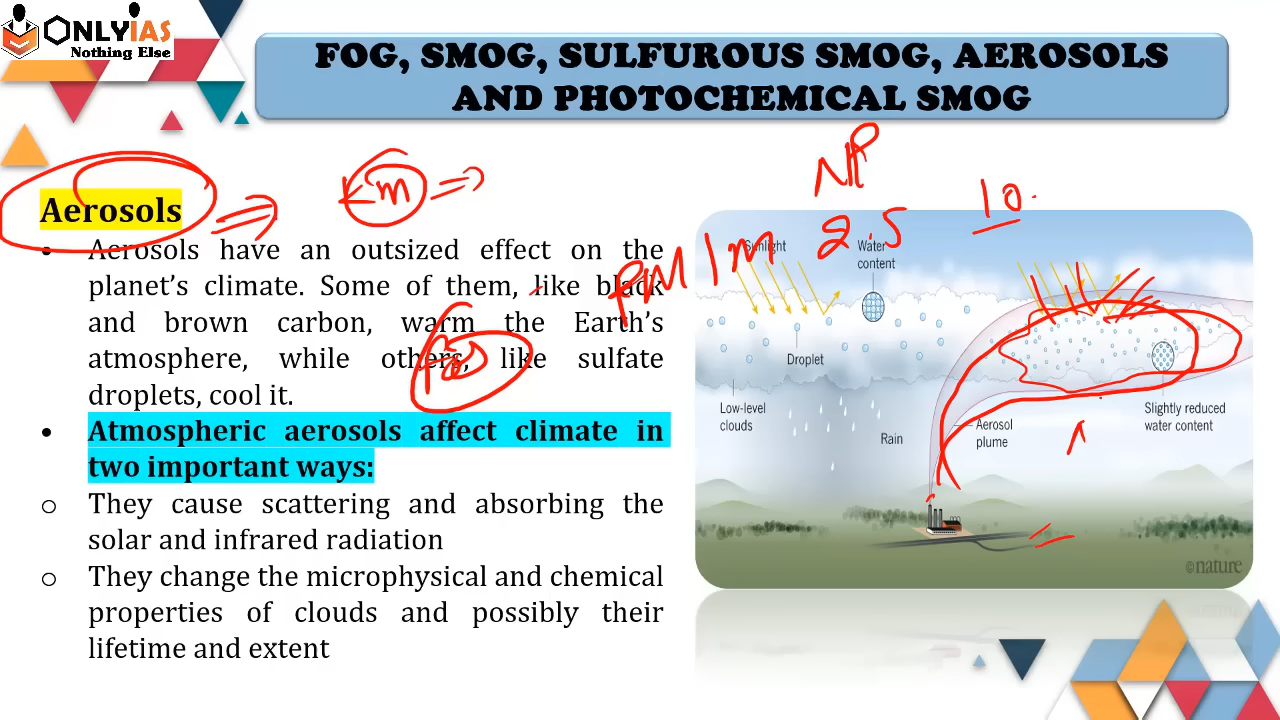 ONLYIAS
Nothing Else
FOG, SMOG, SULFUROUS SMOG, AEROSOLS
AND PHOTOCHEMICAL SMOG
Aerosols
Km
• Aerosols have an outsized effect on the
planet's climate. Some of them, like black
and brown carbon, warm the Earth's
atmosphere, while others, like sulfate
droplets, cool it.
• Atmospheric aerosols affect climate in
two important ways:
o They cause scattering and absorbing the
solar and infrared radiation
o They change the microphysical and chemical
properties of clouds and possibly their
lifetime and extent
2.5
10
PM 1 m
Sunlight
Water
content
Droplet
Low-level
clouds
Rain
Aerosol
plume
Slightly reduced
water content
©nature